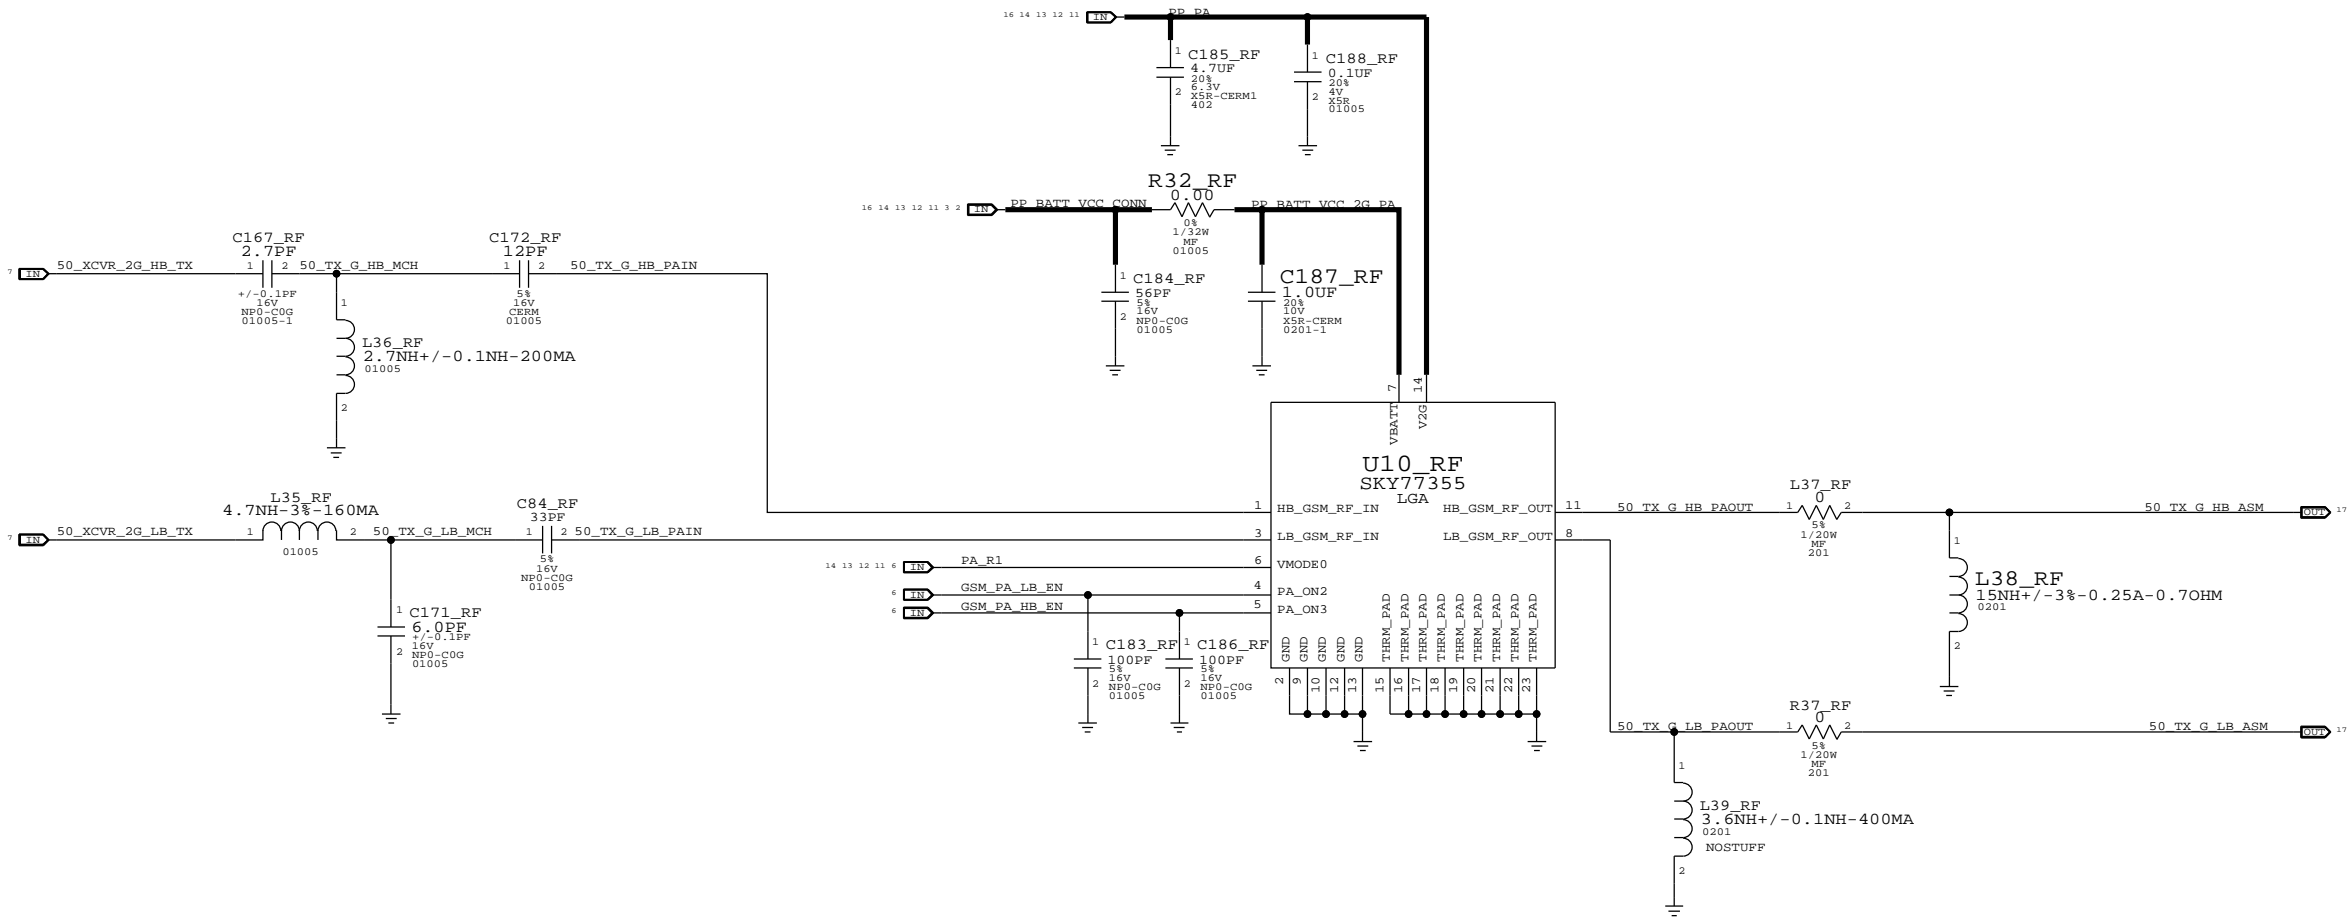 16 14 13 12 11 IN PP_PA
1 C185_RF
4.7UF
20%
6.3V
X5R-CERM1
402
2
1 C188_RF
0.1UF
20%
4V
X5R
01005
2
R32_RF
0.00
16 14 13 12 11 3 2 IN PP_BATT_VCC_CONN
PP_BATT_VCC_2G_PA
0%
1/32W
MF
01005
1 C184_RF
56PF
5%
16V
NP0-C0G
01005
2
1 C187_RF
1.0UF
20%
10V
X5R-CERM
0201-1
2
C167_RF
2.7PF
7 IN 50_XCVR_2G_HB_TX 1 2 50_TX_G_HB_MCH
+/-0.1PF
16V
NP0-C0G
01005-1
C172_RF
12PF
1 2 50_TX_G_HB_PAIN
5%
16V
CERM
01005
1
L36_RF
2.7NH+/-0.1NH-200MA
01005
2
L35_RF
4.7NH-3%-160MA
7 IN 50_XCVR_2G_LB_TX 1 2 50_TX_G_LB_MCH
01005
C84_RF
33PF
1 2 50_TX_G_LB_PAIN
5%
16V
NP0-C0G
01005
1 C171_RF
6.0PF
+/-0.1PF
16V
NP0-C0G
01005
2
14 13 12 11 6 IN PA_R1
6 IN GSM_PA_LB_EN
6 IN GSM_PA_HB_EN
1 C183_RF
100PF
5%
16V
NP0-C0G
01005
2
1 C186_RF
100PF
5%
16V
NP0-C0G
01005
2
7 14
VBATT V2G
U10_RF
SKY77355
LGA
1 HB_GSM_RF_IN HB_GSM_RF_OUT 11
3 LB_GSM_RF_IN LB_GSM_RF_OUT 8
6 VMODE0
4 PA_ON2
5 PA_ON3
GND GND GND GND GND THRM_PAD THRM_PAD THRM_PAD THRM_PAD THRM_PAD THRM_PAD THRM_PAD THRM_PAD THRM_PAD
2 9 10 12 13 15 16 17 18 19 20 21 22 23
L37_RF
0
50_TX_G_HB_PAOUT 1 2 50_TX_G_HB_ASM OUT 17
5%
1/20W
MF
201
1
L38_RF
15NH+/-3%-0.25A-0.7OHM
0201
2
R37_RF
0
50_TX_G_LB_PAOUT 1 2 50_TX_G_LB_ASM OUT 17
5%
1/20W
MF
201
1
L39_RF
3.6NH+/-0.1NH-400MA
0201
NOSTUFF
2